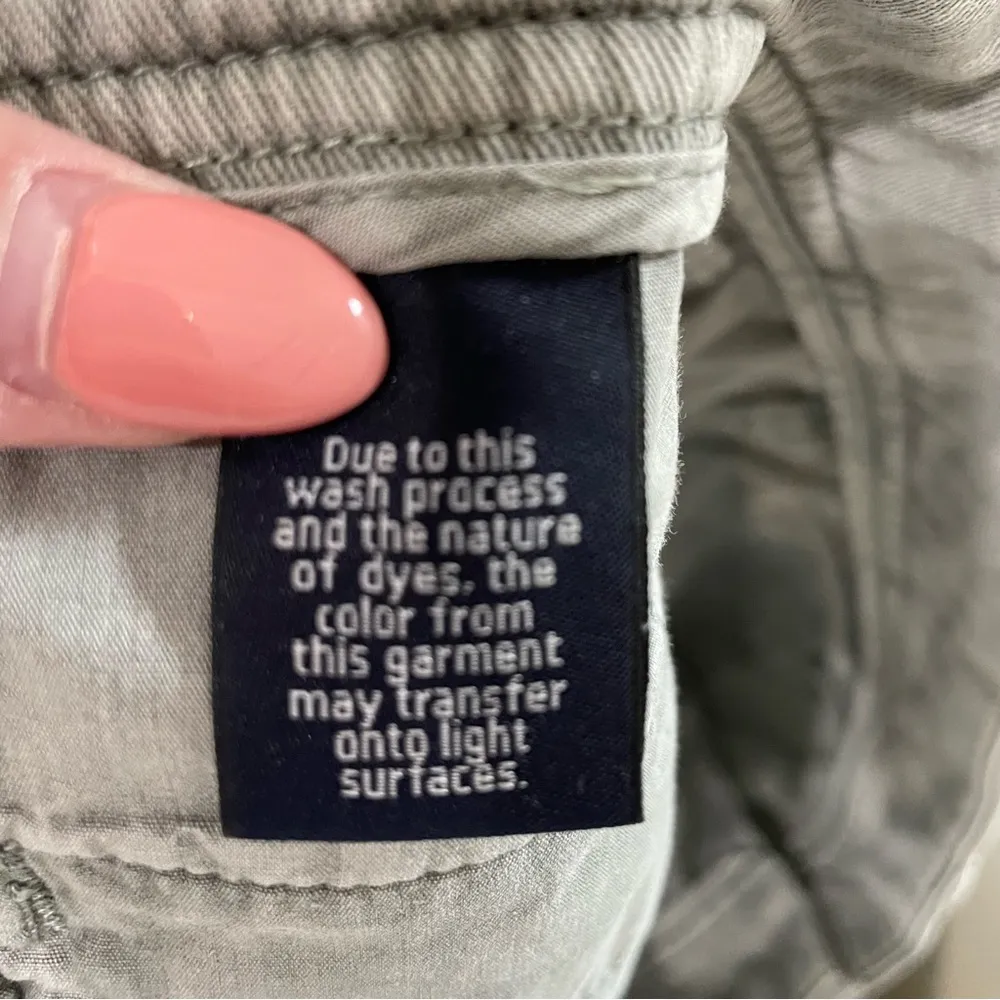 Due to this
wash process
and the nature
of dyes, the
color from
this garment
may transfer
onto light
surfaces.